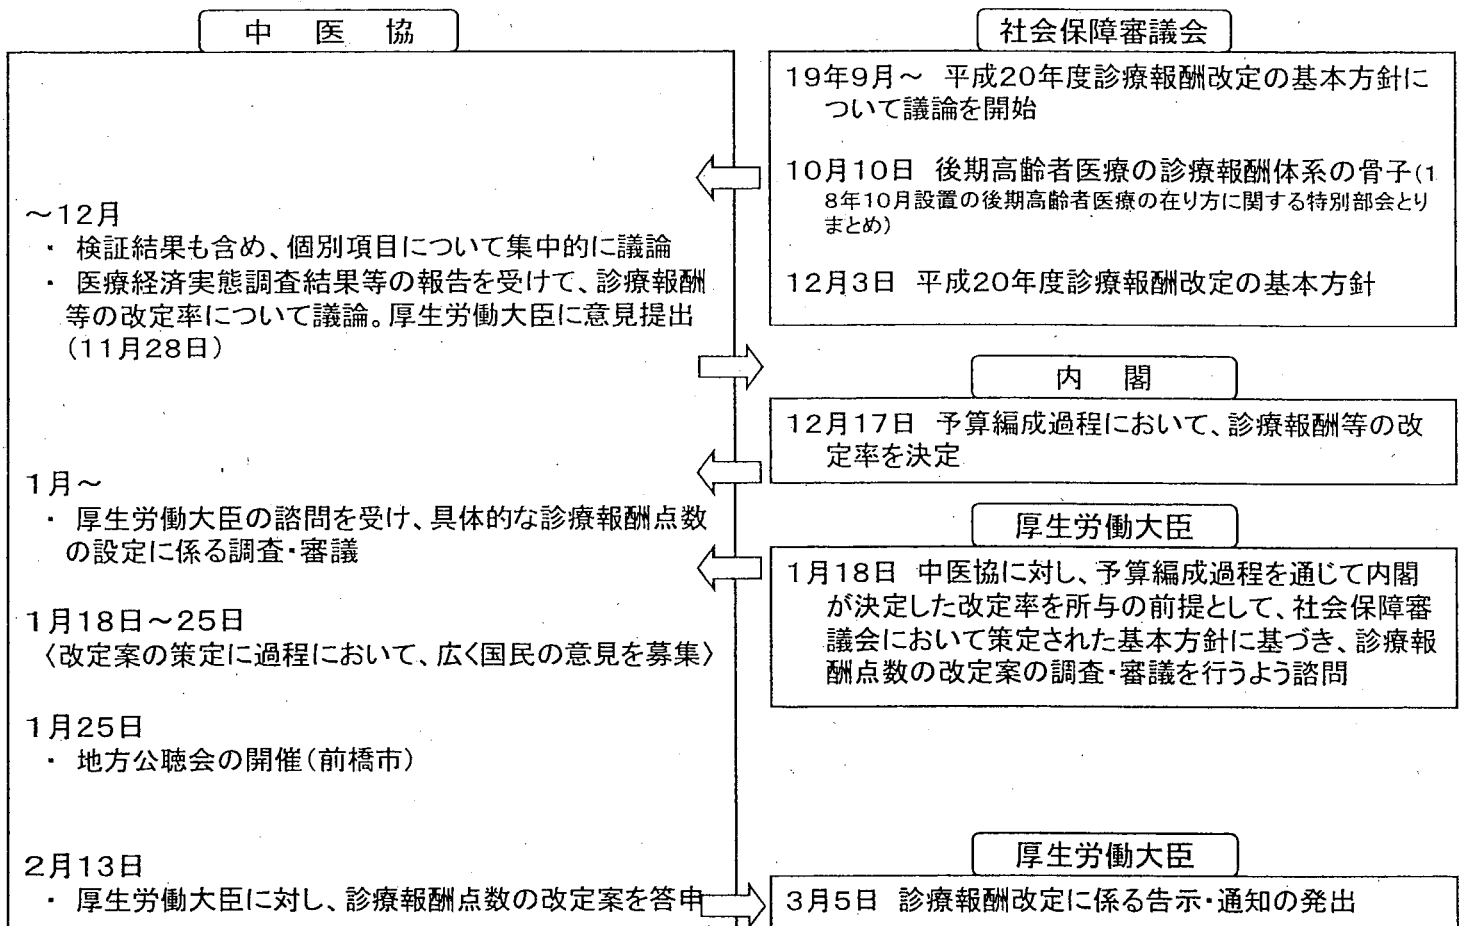 中医協
~12月
・ 検証結果も含め、個別項目について集中的に議論
・ 医療経済実態調査結果等の報告を受けて、診療報酬
等の改定率について議論。厚生労働大臣に意見提出
(11月28日)
1月~
・ 厚生労働大臣の諮問を受け、具体的な診療報酬点数
の設定に係る調査・審議
1月18日~25日
〈改定案の策定に過程において、広く国民の意見を募集〉
1月25日
・ 地方公聴会の開催(前橋市)
2月13日
・ 厚生労働大臣に対し、診療報酬点数の改定案を答申
社会保障審議会
19年9月~ 平成20年度診療報酬改定の基本方針に
ついて議論を開始
10月10日 後期高齢者医療の診療報酬体系の骨子(1
8年10月設置の後期高齢者医療の在り方に関する特別部会とり
まとめ)
12月3日 平成20年度診療報酬改定の基本方針
内閣
12月17日 予算編成過程において、診療報酬等の改
定率を決定
厚生労働大臣
1月18日 中医協に対し、予算編成過程を通じて内閣
が決定した改定率を所与の前提として、社会保障審
議会において策定された基本方針に基づき、診療報
酬点数の改定案の調査・審議を行うよう諮問
厚生労働大臣
3月5日 診療報酬改定に係る告示・通知の発出